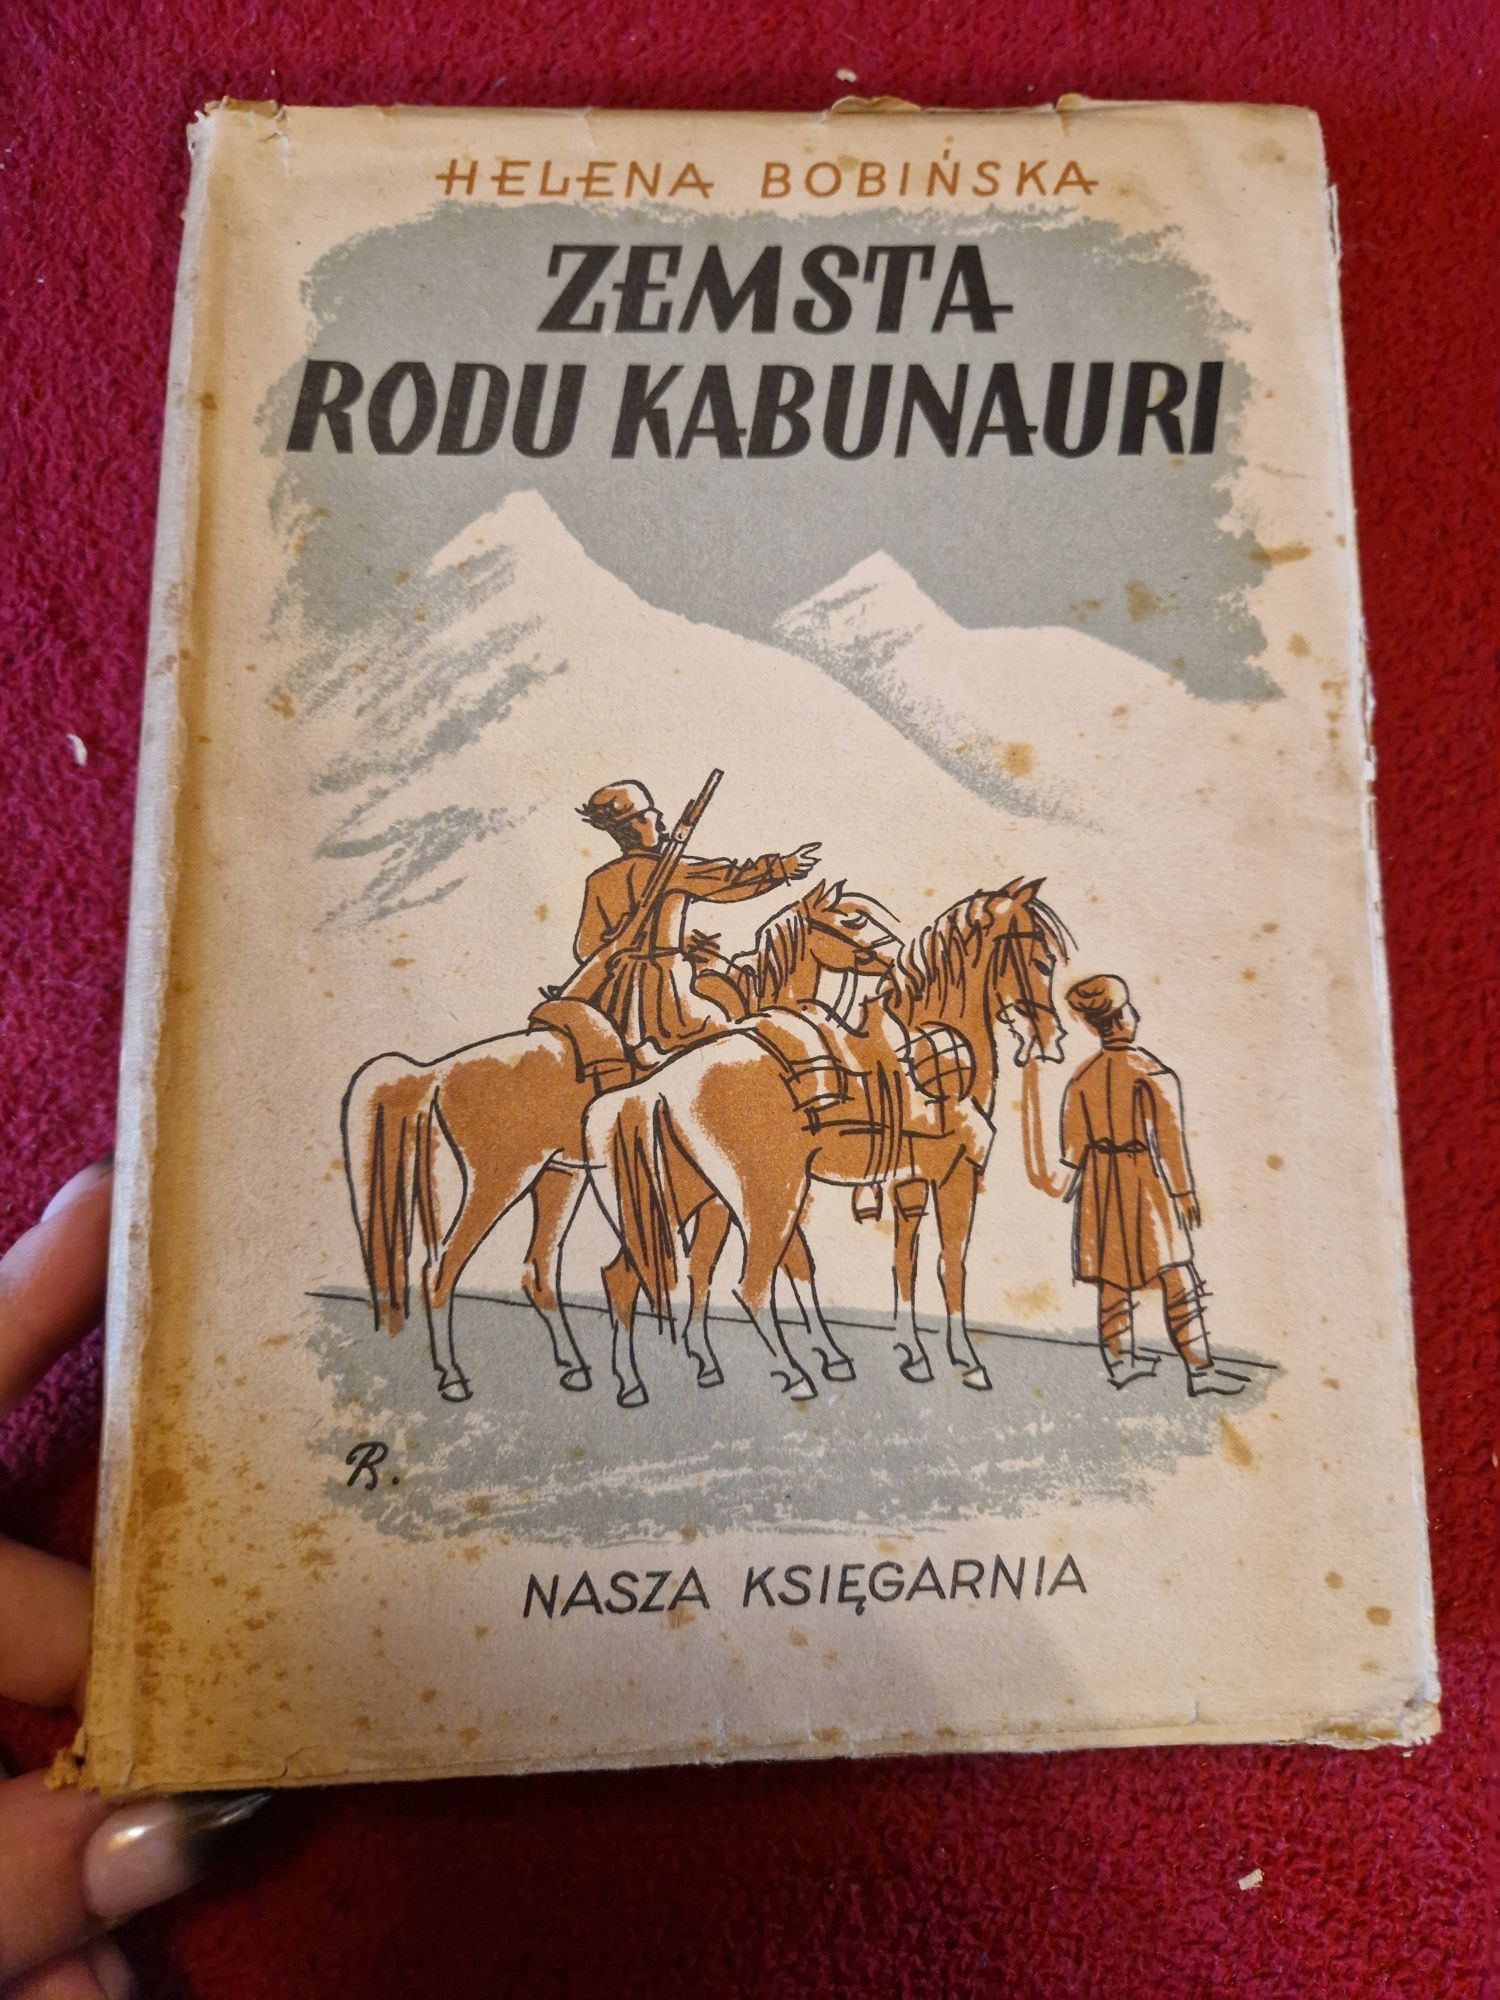 HELENA BOBIŃSKA
ZEMSTA
RODU KABUNAURI
R.
NASZA KSIĘGARNIA